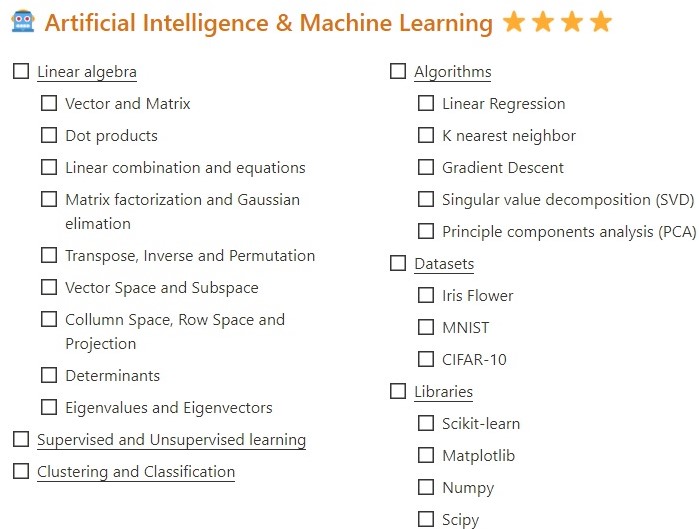 Artificial Intelligence & Machine Learning
Linear algebra
Vector and Matrix
Dot products
Linear combination and equations
Matrix factorization and Gaussian
elimation
Transpose, Inverse and Permutation
Vector Space and Subspace
Collumn Space, Row Space and
Projection
Determinants
Eigenvalues and Eigenvectors
Supervised and Unsupervised learning
Clustering and Classification
Algorithms
Linear Regression
K nearest neighbor
Gradient Descent
Singular value decomposition (SVD)
Principle components analysis (PCA)
Datasets
Iris Flower
MNIST
CIFAR-10
Libraries
Scikit-learn
Matplotlib
Numpy
Scipy